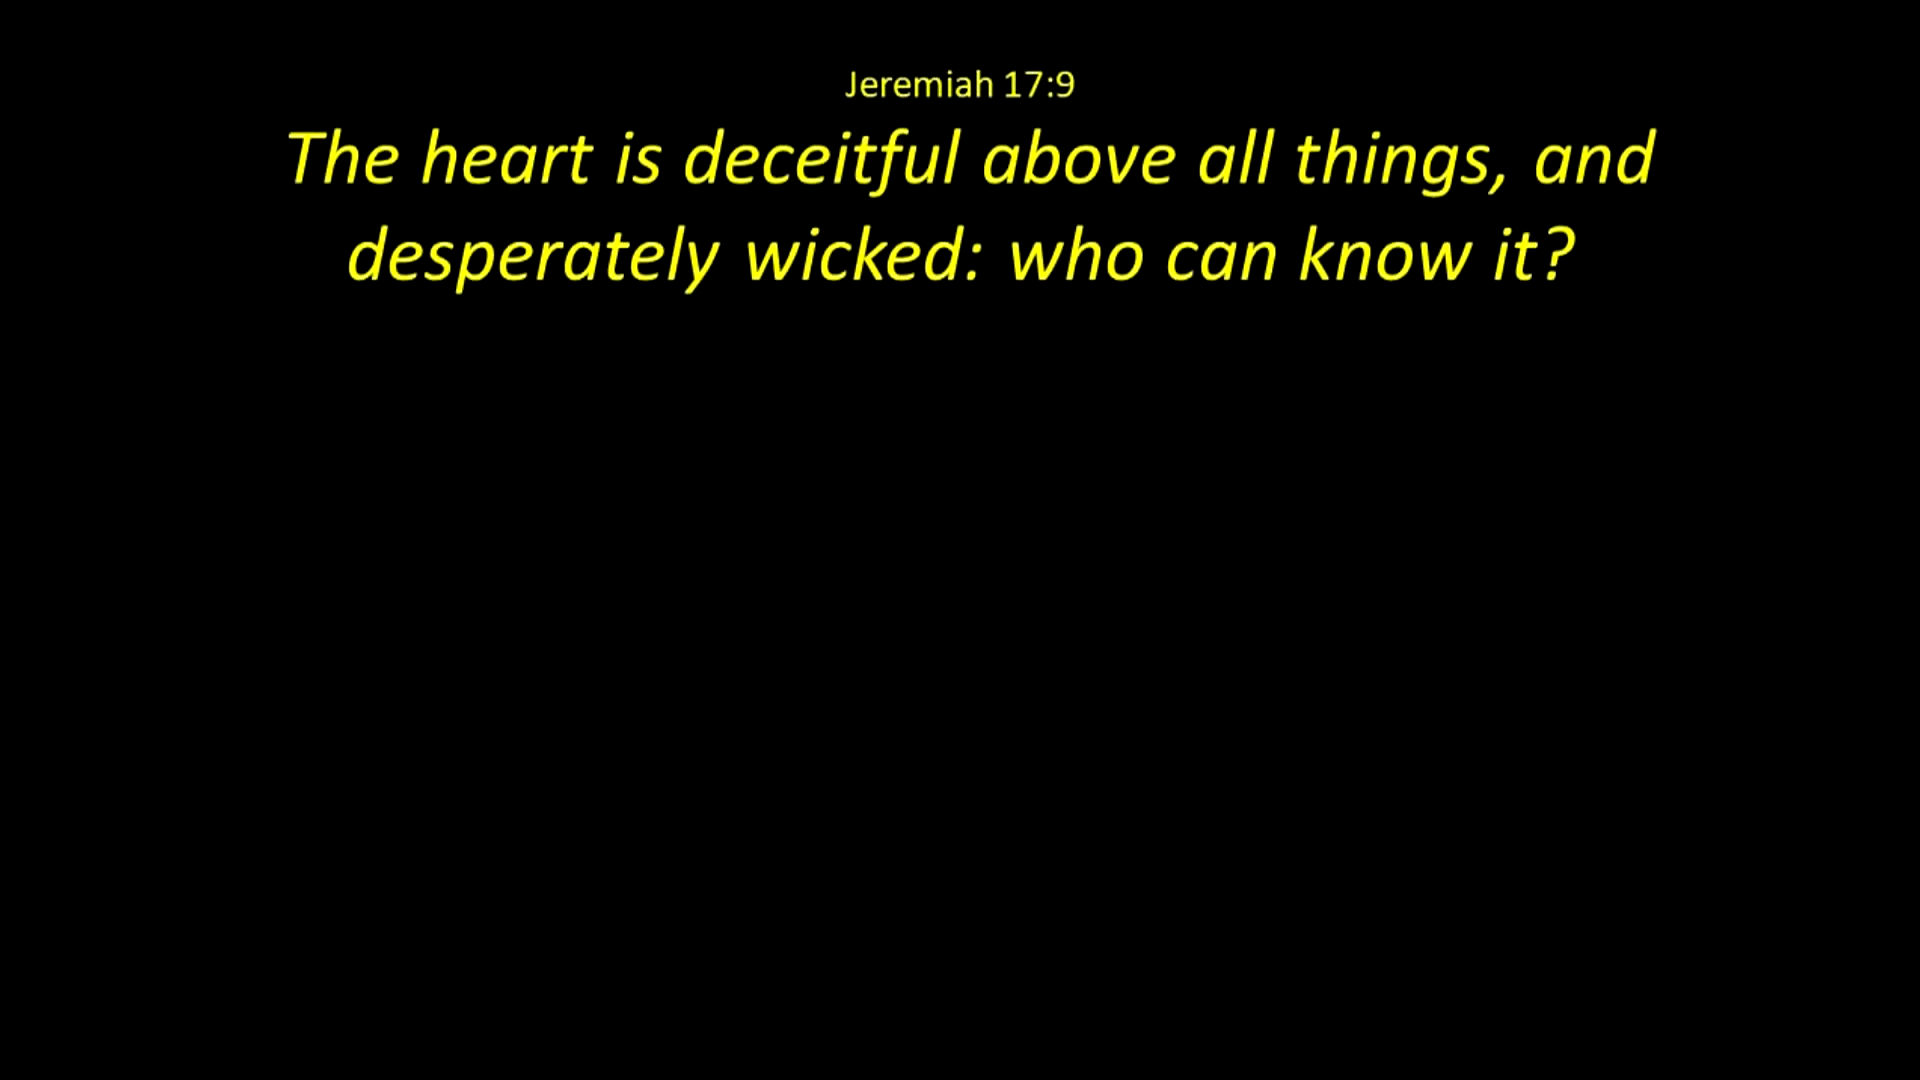 Jeremiah 17:9
The heart is deceitful above all things, and
desperately wicked: who can know it?